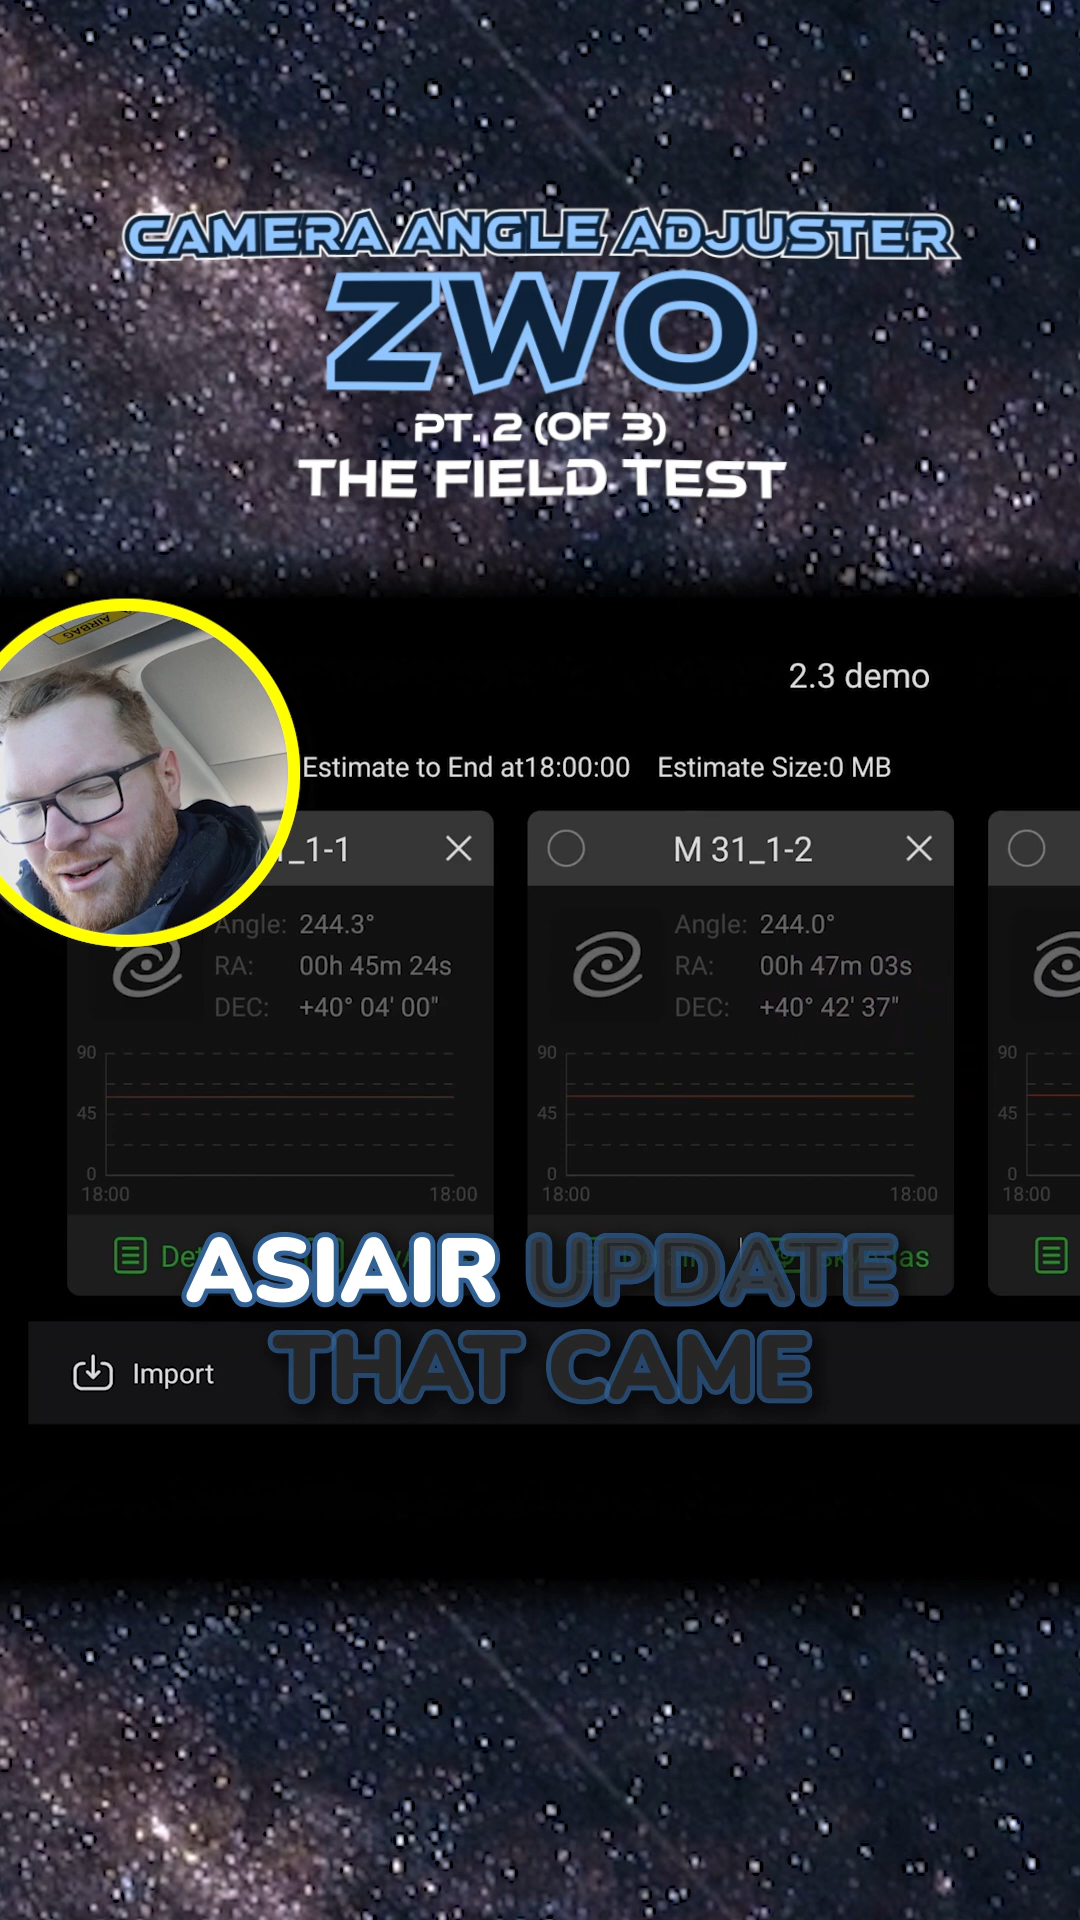 CAMERA ANGLE ADJUSTER
ZWO
PT. 2 (OF 3)
THE FIELD TEST
AIRBAG
2.3 demo
Estimate to End at18:00:00 Estimate Size:0 MB
_1-1
M 31_1-2
Angle: 244.3°
RA: 00h 45m 24s
DEC: +40° 04' 00"
Angle: 244.0°
RA: 00h 47m 03s
DEC: +40° 42' 37"
90
45
0
18:00 18:00
90
45
0
18:00 18:00
90
45
0
18:00
ASIAIR UPDATE
THAT CAME
Import